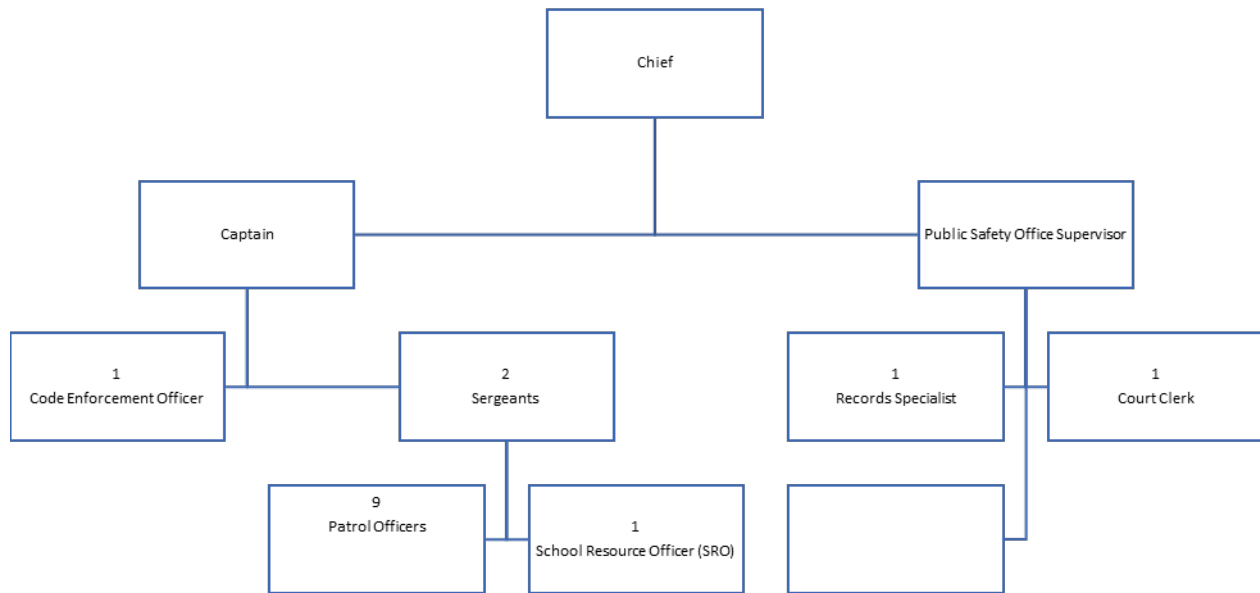 Chief
Captain
Public Safety Office Supervisor
1
Code Enforcement Officer
2
Sergeants
1
Records Specialist
1
Court Clerk
9
Patrol Officers
1
School Resource Officer (SRO)